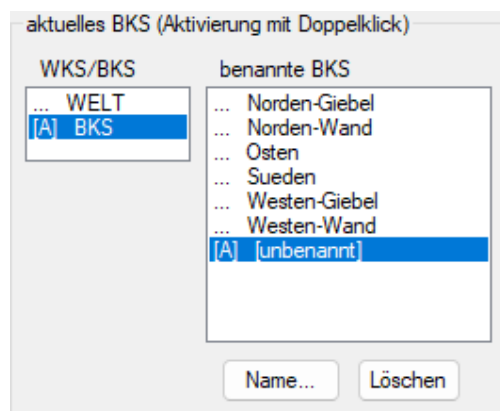 aktuelles BKS (Aktivierung mit Doppelklick)
WKS/BKS
... WELT
[A] BKS
benannte BKS
... Norden-Giebel
... Norden-Wand
... Osten
... Sueden
... Westen-Giebel
... Westen-Wand
[A] [unbenannt]
Name...
Löschen